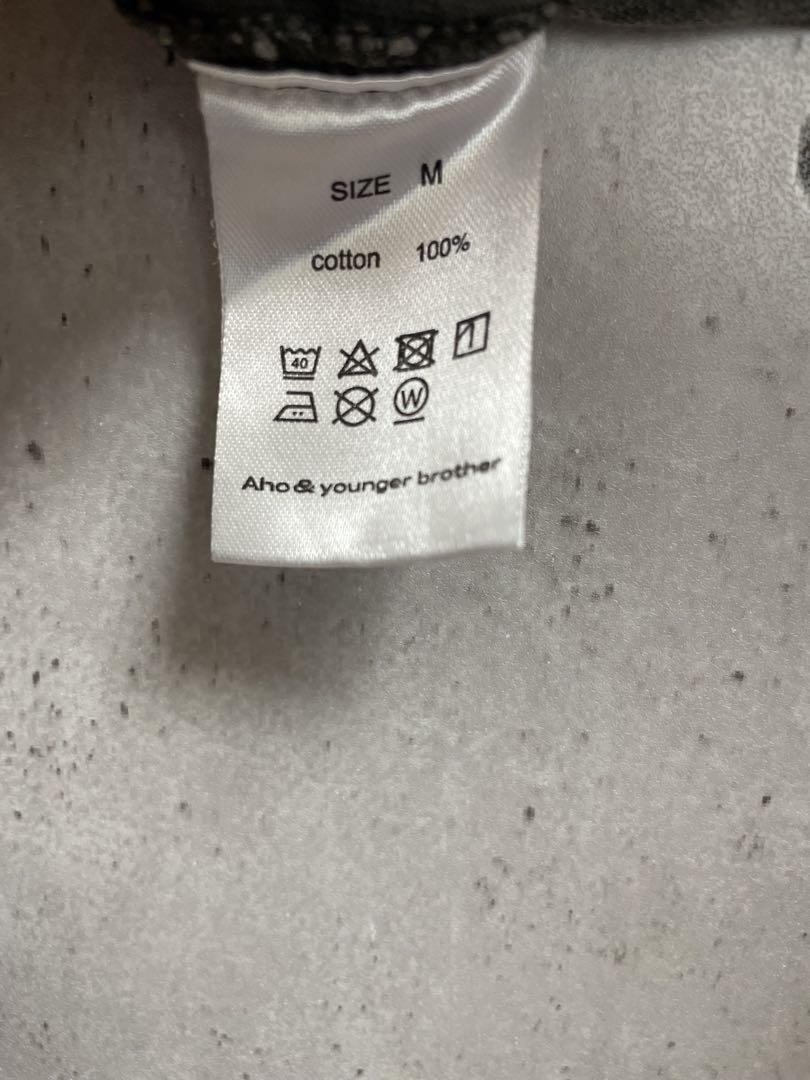 SIZE M
cotton 100%
40
W
Aho & younger brother